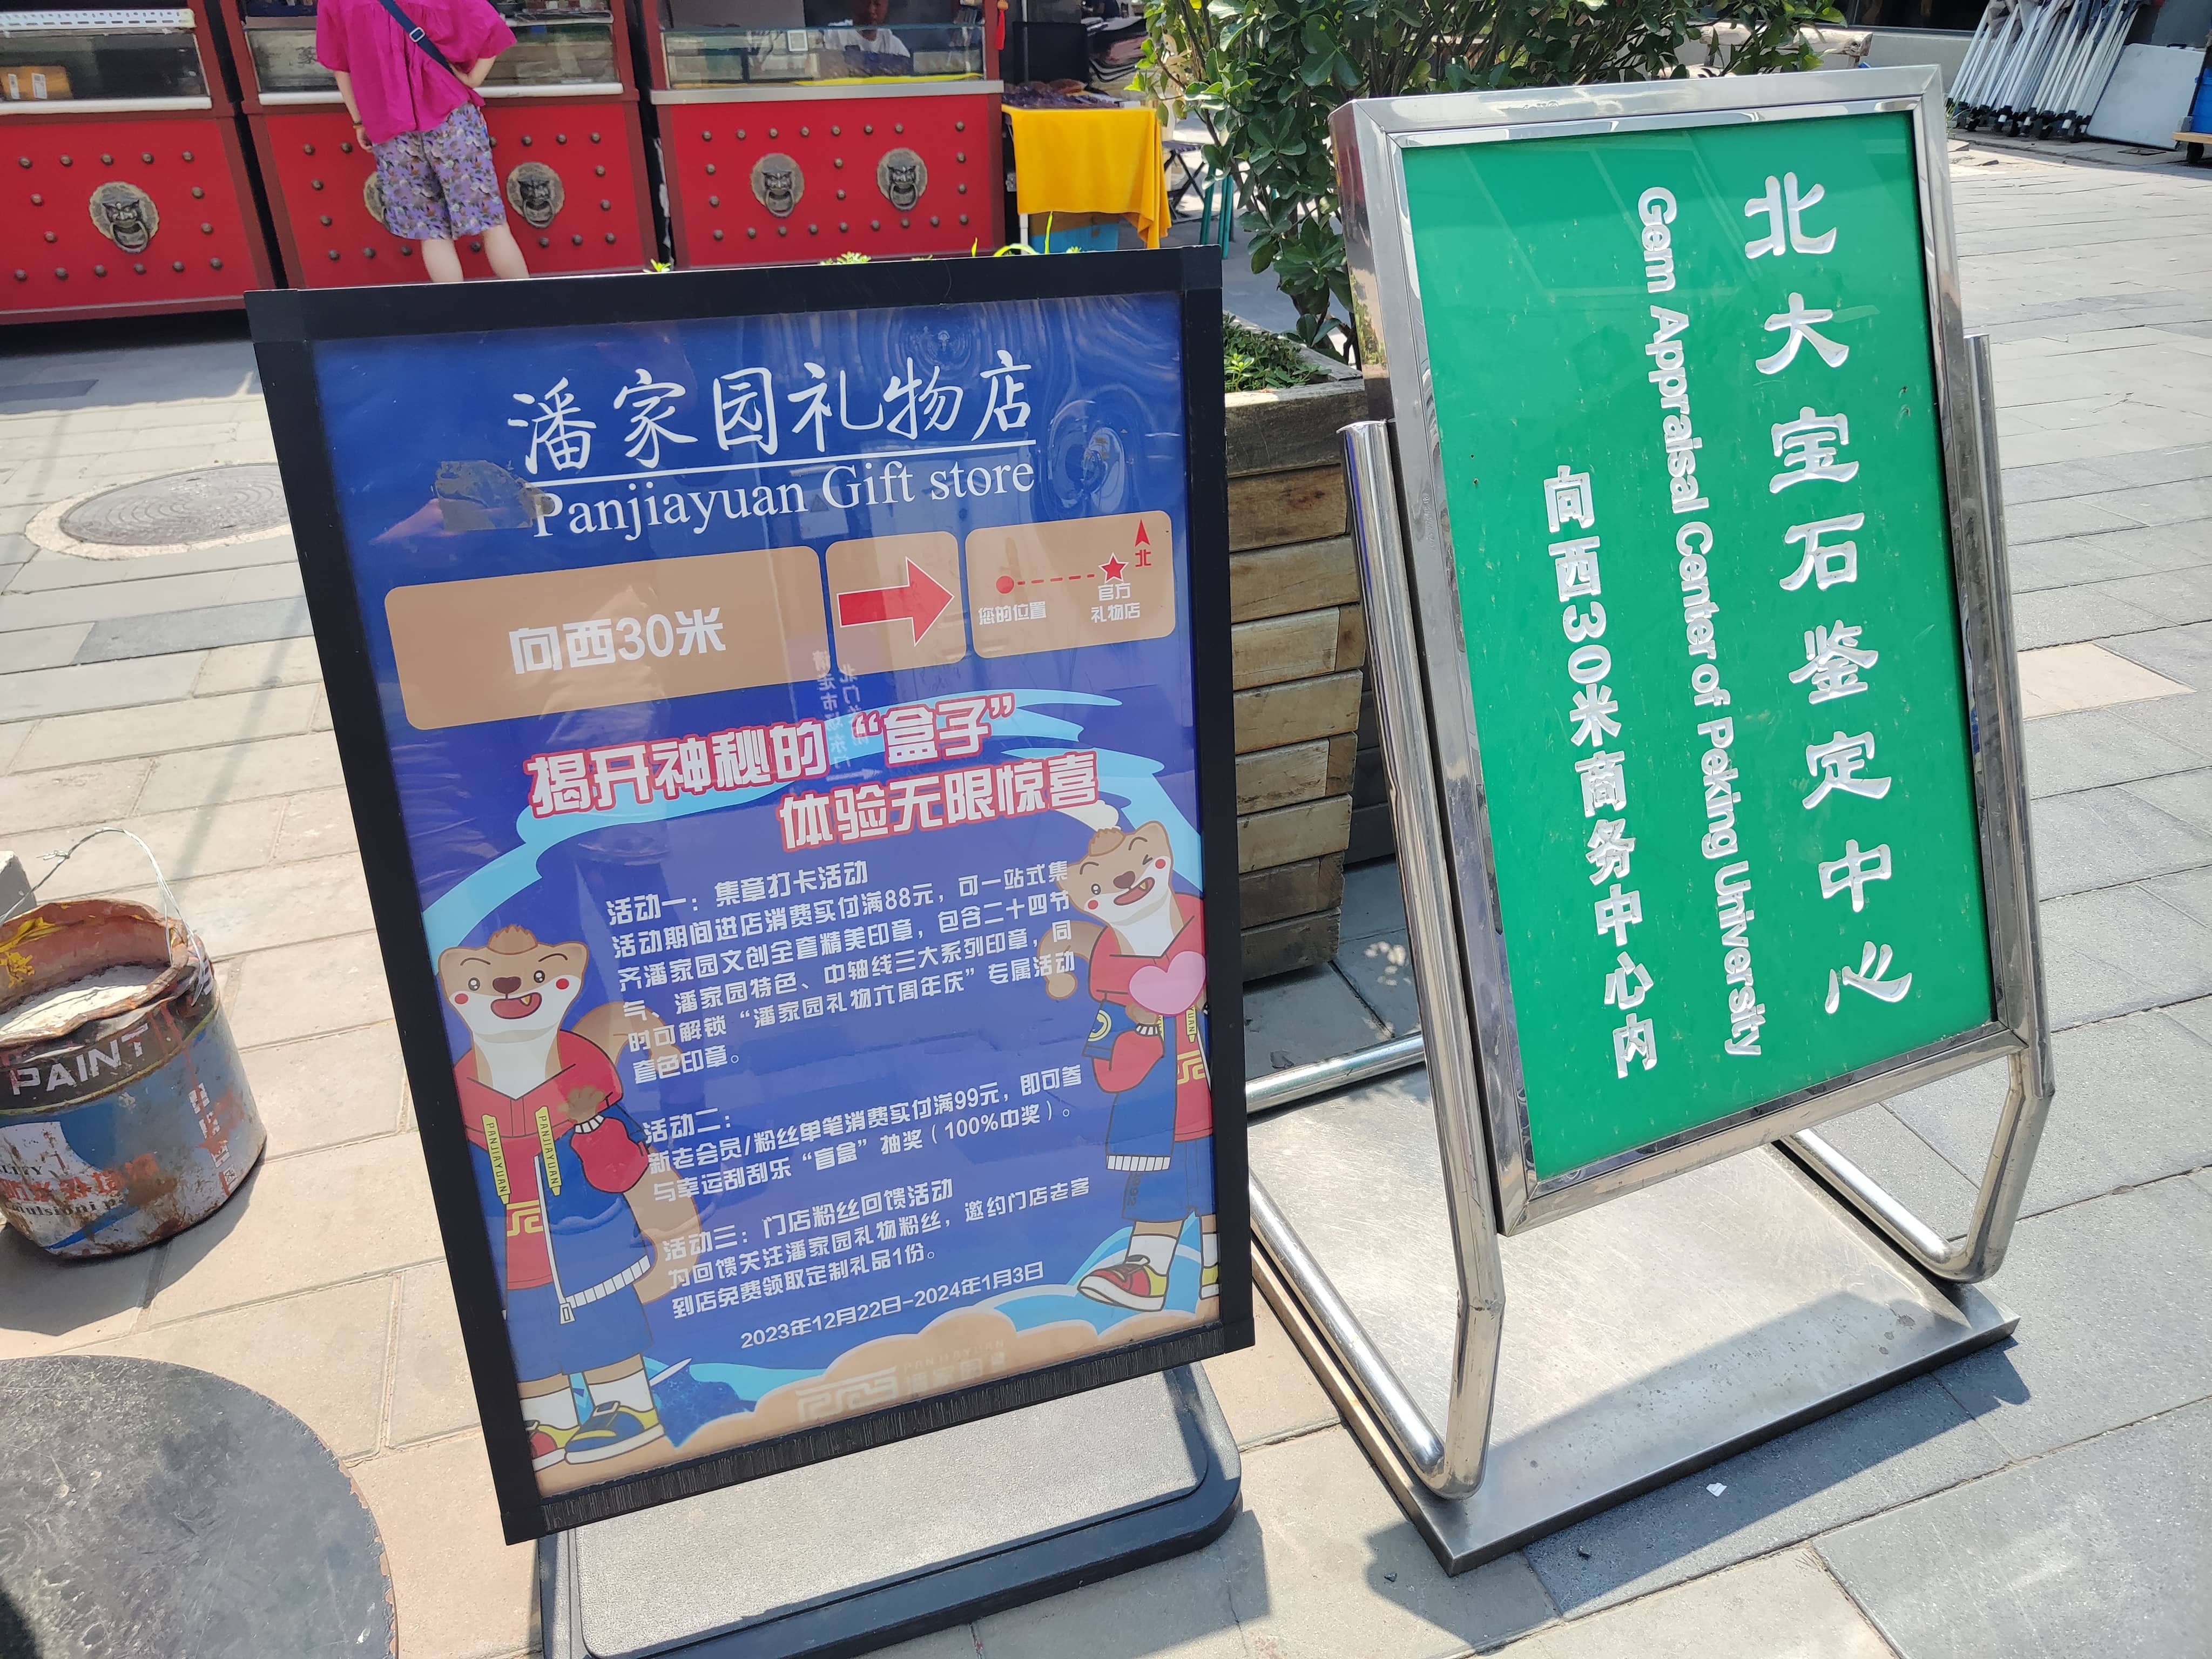 潘家园礼物店
Panjiayuan Gift store
向西30米
北
您的位置
官方
礼物店
揭开神秘的“盒子”
体验无限惊喜
活动一：集章打卡活动
活动期间进店消费实付满88元，可一站式集
齐潘家园文创全套精美印章，包含二十四节
气、潘家园特色、中轴线三大系列印章，同
时可解锁“潘家园礼物六周年庆”专属活动
套色印章。
活动二：
新老会员/粉丝单笔消费实付满99元，即可参
与幸运刮刮乐“盲盒”抽奖（100%中奖）。
活动三：门店粉丝回馈活动
为回馈关注潘家园礼物粉丝，邀约门店老客
到店免费领取定制礼品1份。
2023年12月22日-2024年1月3日
PANJIAYUAN
PANJIAYUAN
北大宝石鉴定中心
Gem Appraisal Center of Peking University
向西30米商务中心内
PAINT